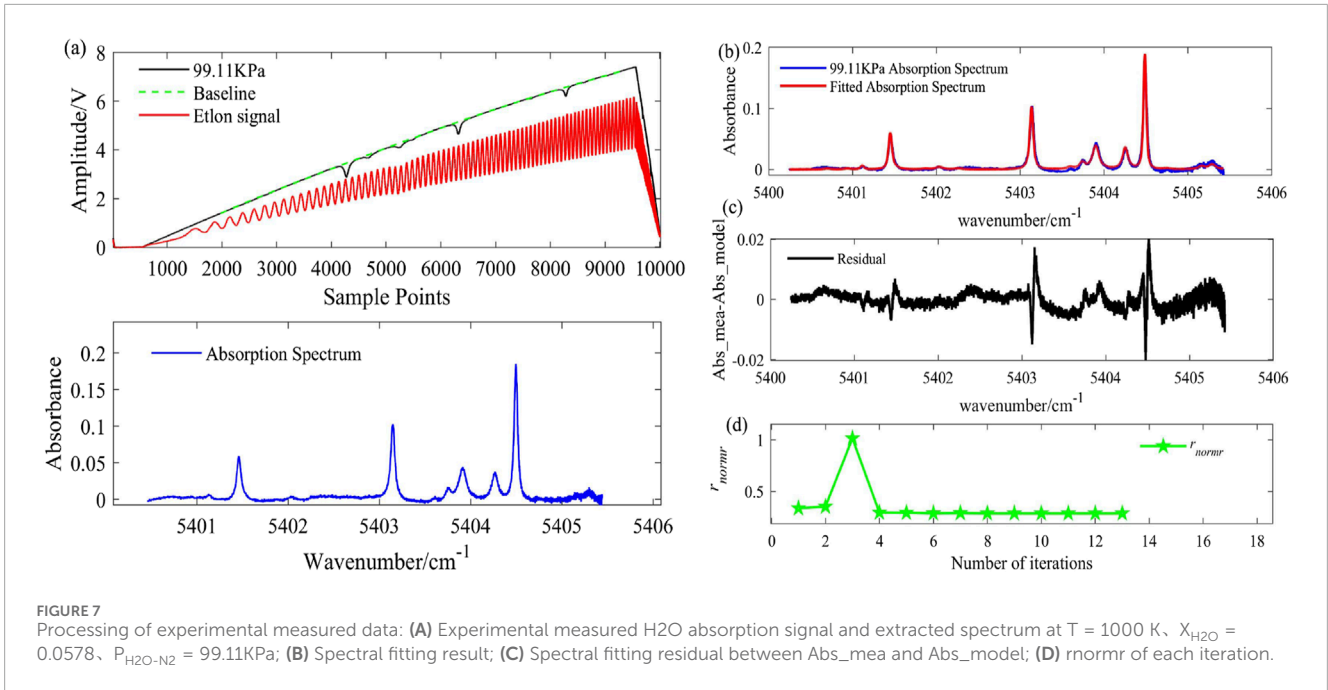 (a)
8
6
4
2
0
Amplitude/V
99.11KPa
Baseline
Etlon signal
1000 2000 3000 4000 5000 6000 7000 8000 9000 10000
Sample Points
0.2
0.15
0.1
0.05
0
Absorbance
Absorption Spectrum
5401 5402 5403 5404 5405 5406
Wavenumber/cm⁻¹
(b)
0.2
0.1
0
Absorbance
99.11KPa Absorption Spectrum
Fitted Absorption Spectrum
5400 5401 5402 5403 5404 5405 5406
wavenumber/cm⁻¹
(c)
0.02
0
-0.02
Abs_mea-Abs_model
Residual
5400 5401 5402 5403 5404 5405 5406
wavenumber/cm⁻¹
(d)
1
0.5
r_normr
r_normr
0 2 4 6 8 10 12 14 16 18
Number of iterations
FIGURE 7
Processing of experimental measured data: (A) Experimental measured H2O absorption signal and extracted spectrum at T = 1000 K、X_H2O =
0.0578、P_H2O-N2 = 99.11KPa; (B) Spectral fitting result; (C) Spectral fitting residual between Abs_mea and Abs_model; (D) rnormr of each iteration.